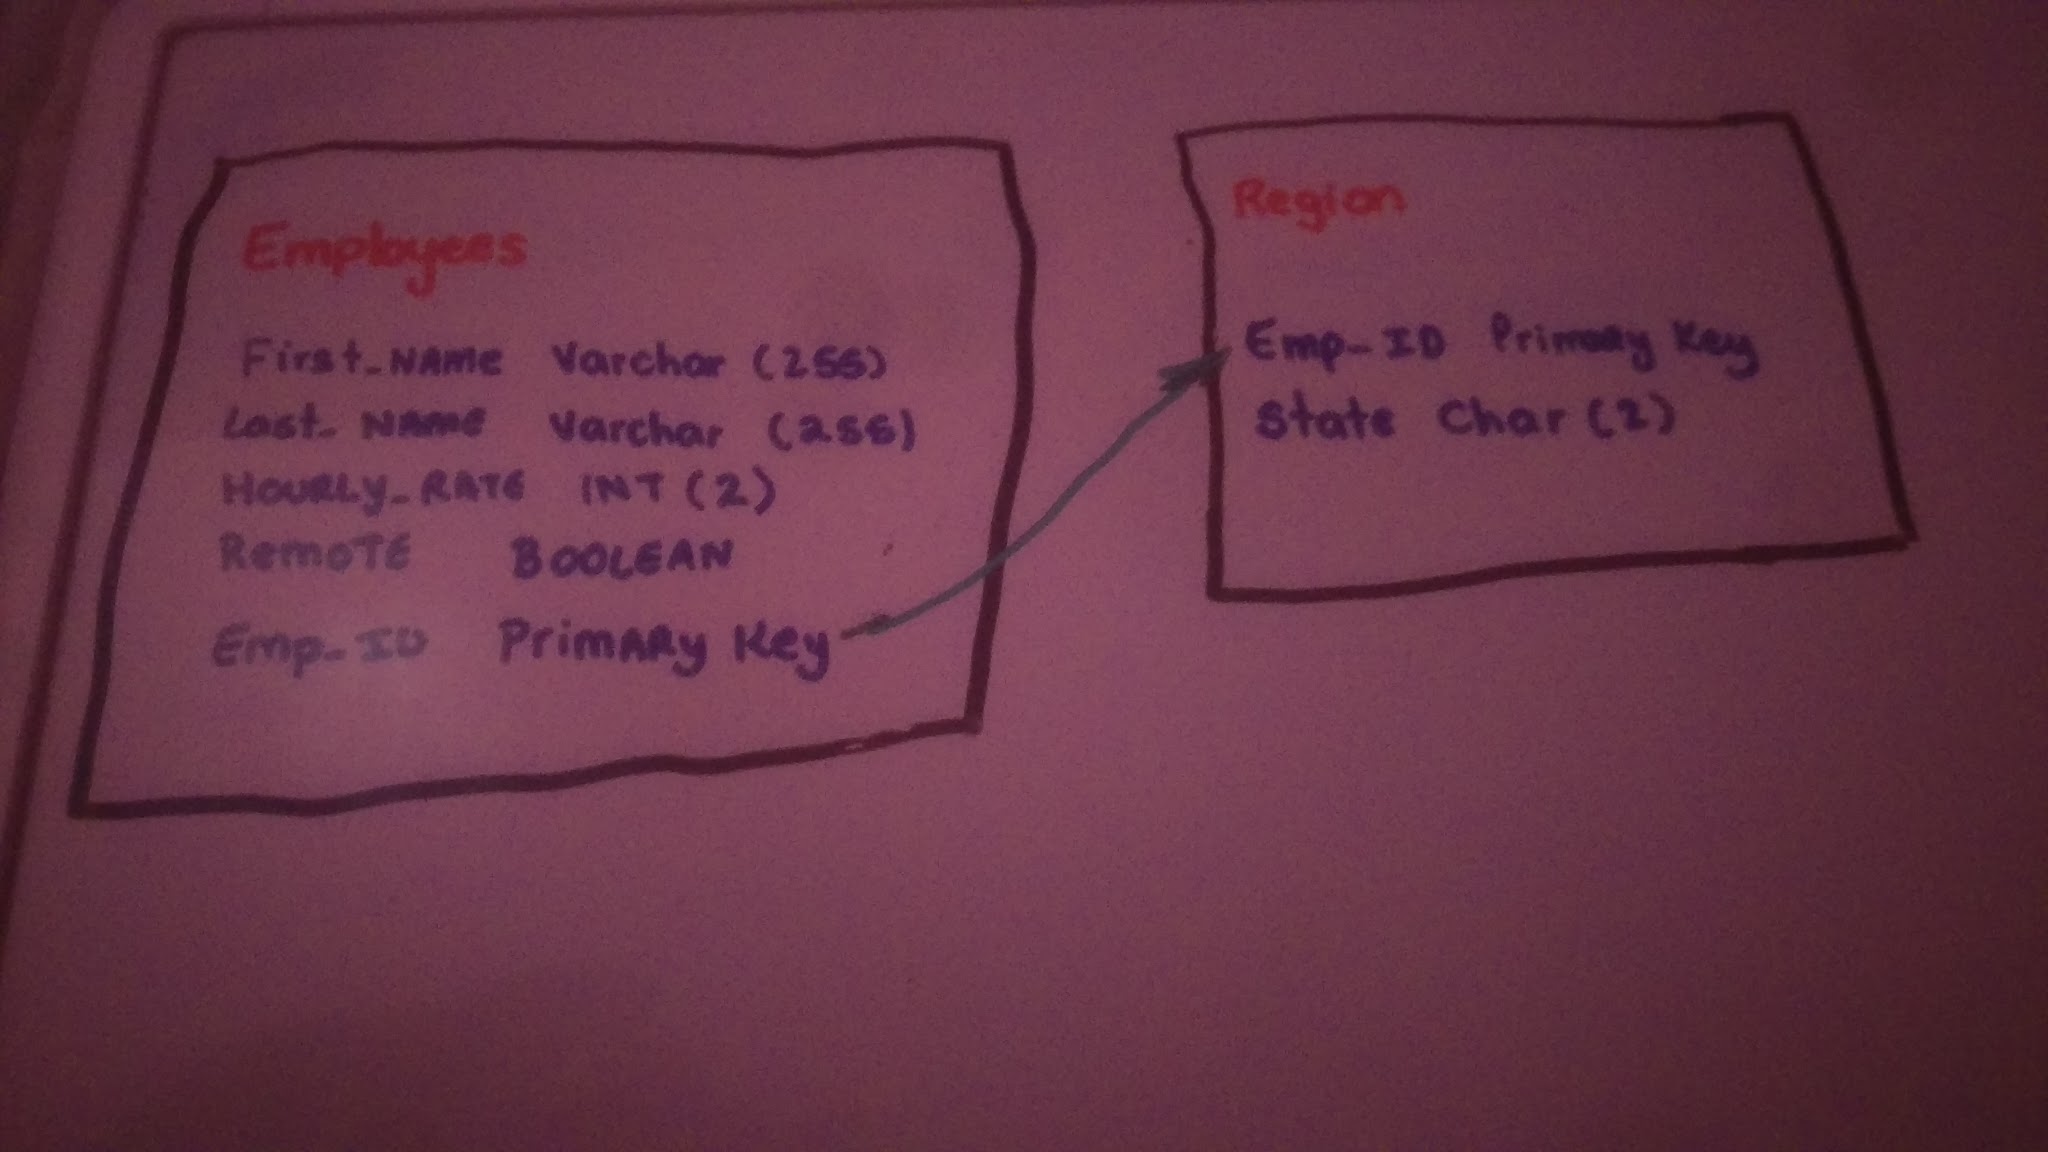 Employees
First_NAME Varchar (255)
Last_NAME Varchar (255)
HOURLY_RATE INT (2)
RemoTE BOOLEAN
Emp_ID PrimARy Key
Region
Emp_ID Primary Key
State Char (2)